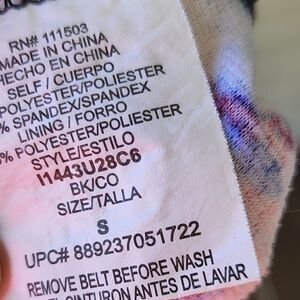 RN# 111503
MADE IN CHINA
HECHO EN CHINA
SELF / CUERPO
POLYESTER/POLIESTER
% SPANDEX/SPANDEX
LINING / FORRO
% POLYESTER/POLIESTER
STYLE/ESTILO
I1443U28C6
BK/CO
SIZE/TALLA
S
UPC# 889237051722
REMOVE BELT BEFORE WASH
EL CINTURON ANTES DE LAVAR